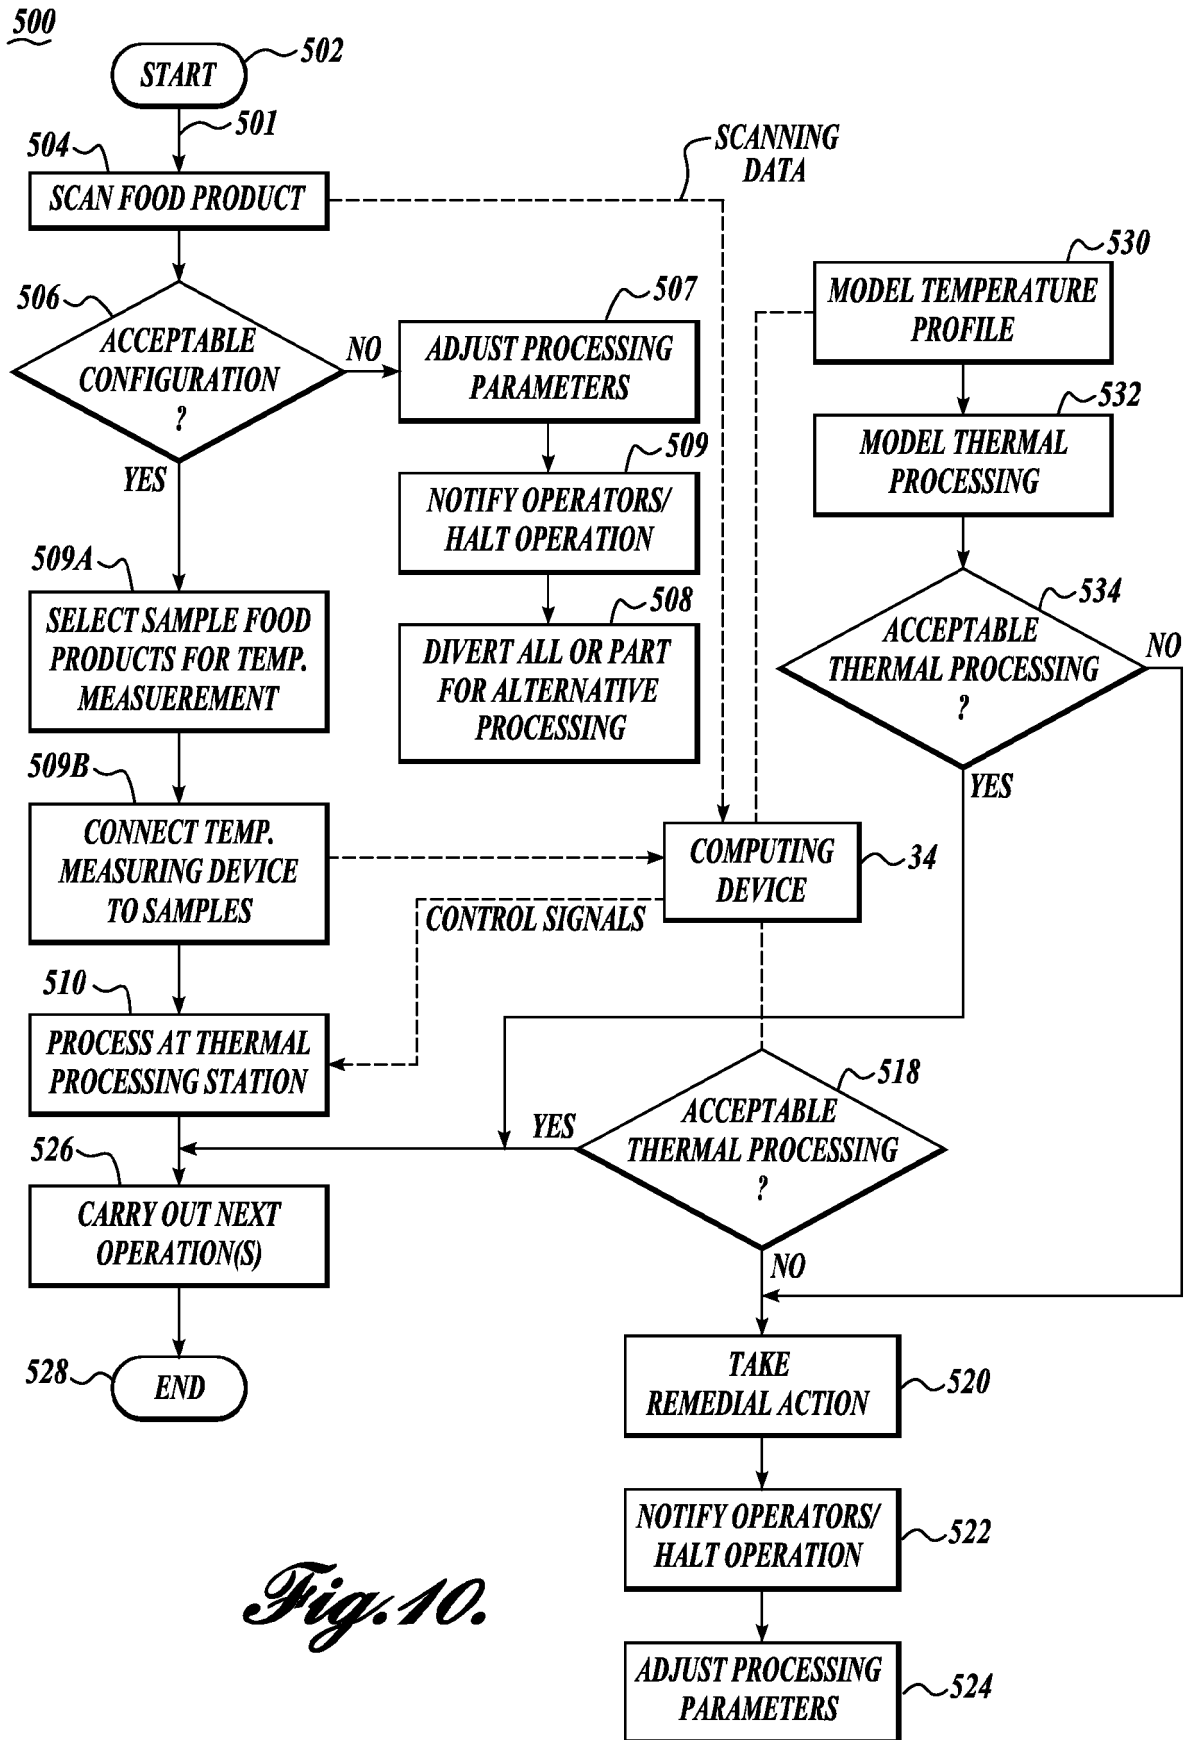 500
START
502
501
504
SCAN FOOD PRODUCT
SCANNING
DATA
506
ACCEPTABLE
CONFIGURATION
?
NO
YES
507
ADJUST PROCESSING
PARAMETERS
509
NOTIFY OPERATORS/
HALT OPERATION
508
DIVERT ALL OR PART
FOR ALTERNATIVE
PROCESSING
530
MODEL TEMPERATURE
PROFILE
532
MODEL THERMAL
PROCESSING
534
ACCEPTABLE
THERMAL PROCESSING
?
NO
YES
509A
SELECT SAMPLE FOOD
PRODUCTS FOR TEMP.
MEASUEREMENT
509B
CONNECT TEMP.
MEASURING DEVICE
TO SAMPLES
COMPUTING
DEVICE
34
CONTROL SIGNALS
510
PROCESS AT THERMAL
PROCESSING STATION
518
ACCEPTABLE
THERMAL PROCESSING
?
YES
NO
526
CARRY OUT NEXT
OPERATION(S)
528
END
TAKE
REMEDIAL ACTION
520
NOTIFY OPERATORS/
HALT OPERATION
522
ADJUST PROCESSING
PARAMETERS
524
Fig.10.